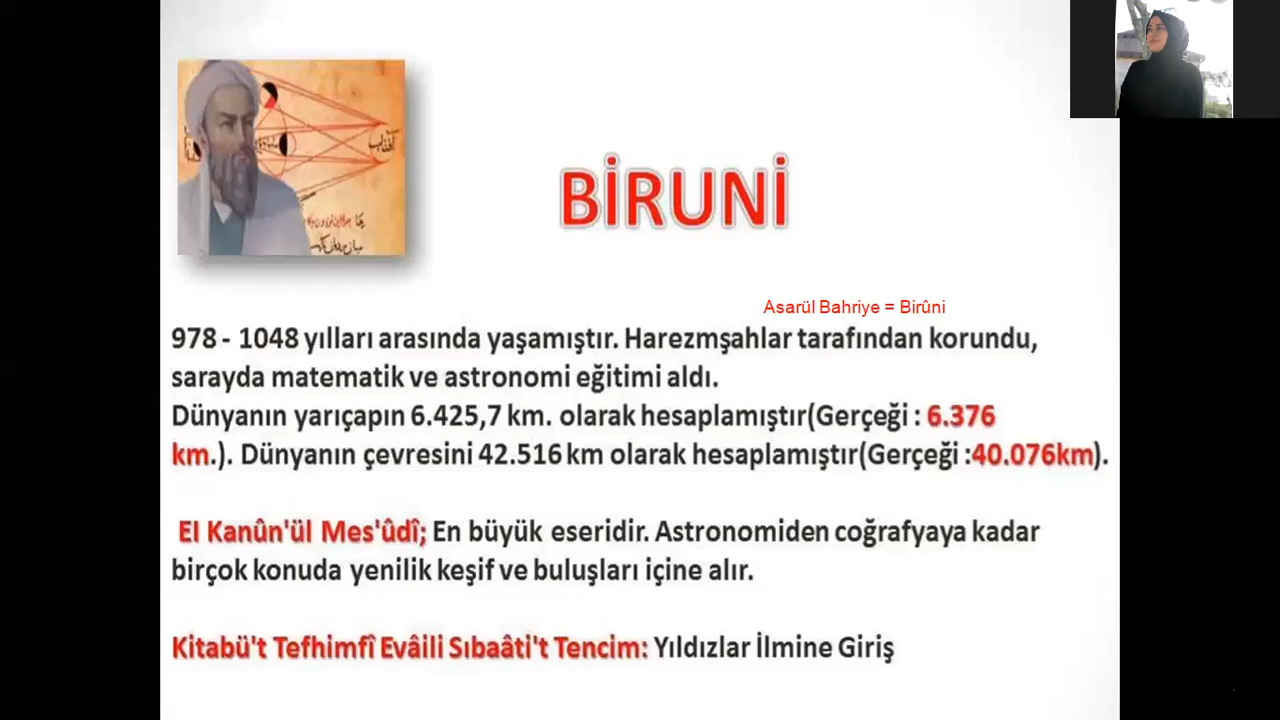 BİRUNİ
Asarül Bahriye = Birûni
978 - 1048 yılları arasında yaşamıştır. Harezmşahlar tarafından korundu,
sarayda matematik ve astronomi eğitimi aldı.
Dünyanın yarıçapın 6.425,7 km. olarak hesaplamıştır(Gerçeği : 6.376
km.). Dünyanın çevresini 42.516 km olarak hesaplamıştır(Gerçeği :40.076km).
El Kanûn'ül Mes'ûdî; En büyük eseridir. Astronomiden coğrafyaya kadar
birçok konuda yenilik keşif ve buluşları içine alır.
Kitabü't Tefhimfî Evâili Sıbaâti't Tencim: Yıldızlar İlmine Giriş